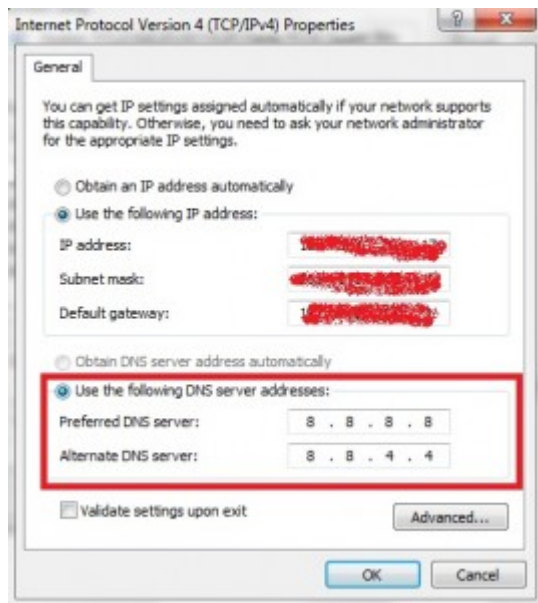 Internet Protocol Version 4 (TCP/IPv4) Properties
General
You can get IP settings assigned automatically if your network supports
this capability. Otherwise, you need to ask your network administrator
for the appropriate IP settings.
Obtain an IP address automatically
Use the following IP address:
IP address:
Subnet mask:
Default gateway:
Obtain DNS server address automatically
Use the following DNS server addresses:
Preferred DNS server: 8 . 8 . 8 . 8
Alternate DNS server: 8 . 8 . 4 . 4
Validate settings upon exit
Advanced...
OK Cancel